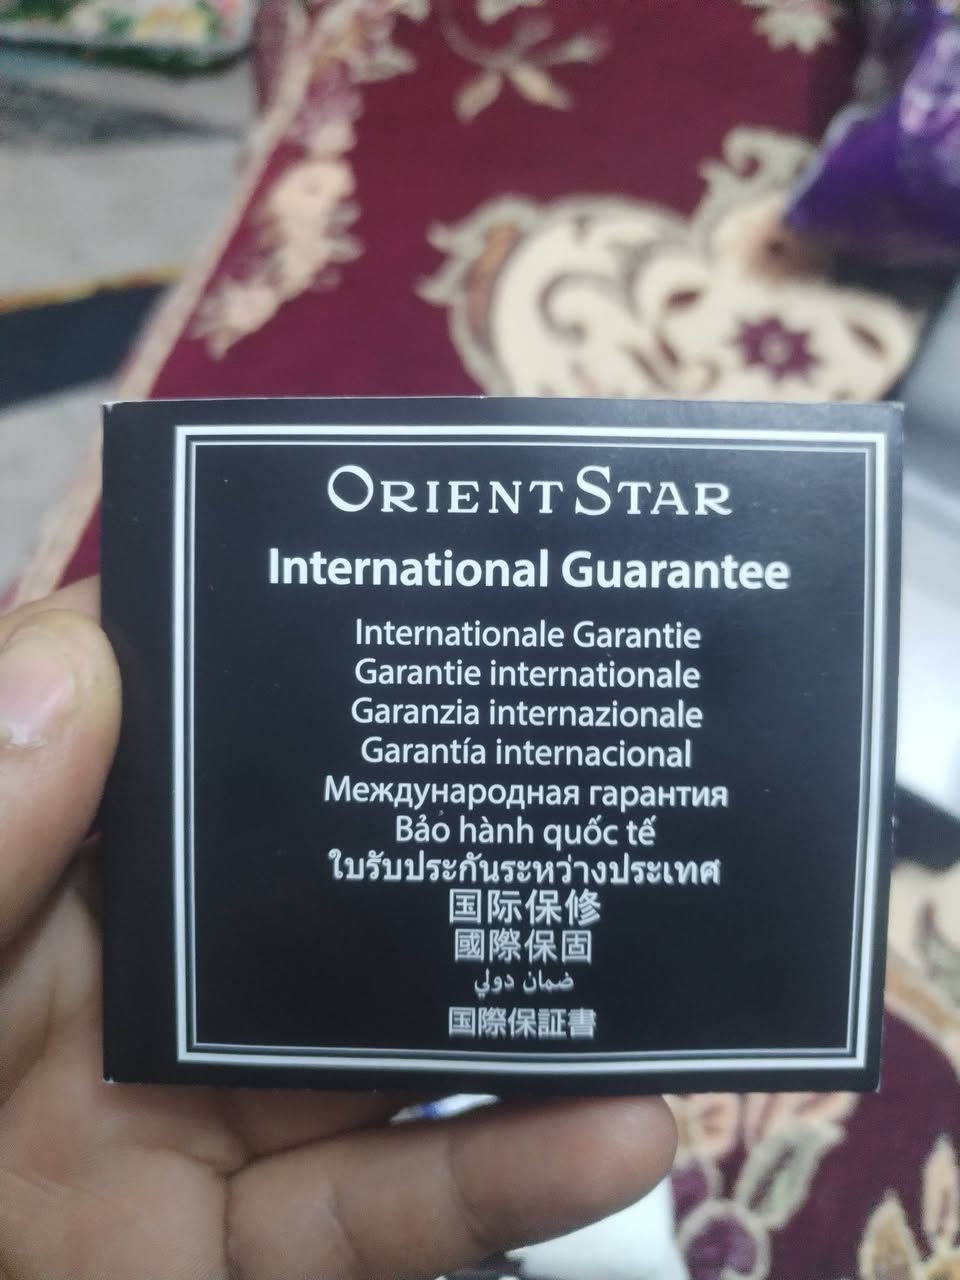 ORIENT STAR
International Guarantee
Internationale Garantie
Garantie internationale
Garanzia internazionale
Garantía internacional
Международная гарантия
Bảo hành quốc tế
ใบรับประกันระหว่างประเทศ
国际保修
國際保固
ضمان دولي
国際保証書